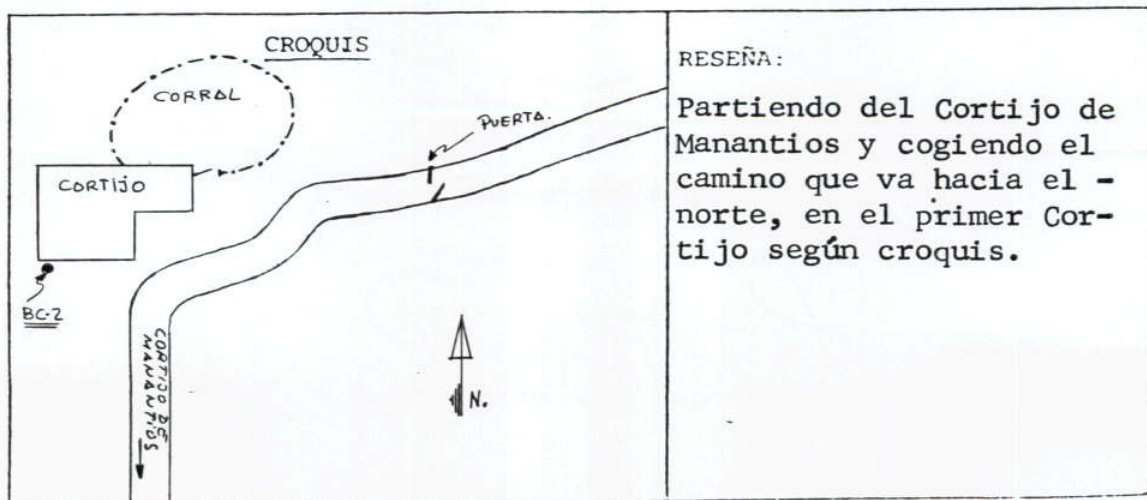 CROQUIS
CORRAL
PUERTA.
CORTIJO
BC-2
CORTIJO DE
MANANTIOS
N.
RESEÑA:
Partiendo del Cortijo de
Manantios y cogiendo el
camino que va hacia el -
norte, en el primer Cor-
tijo según croquis.